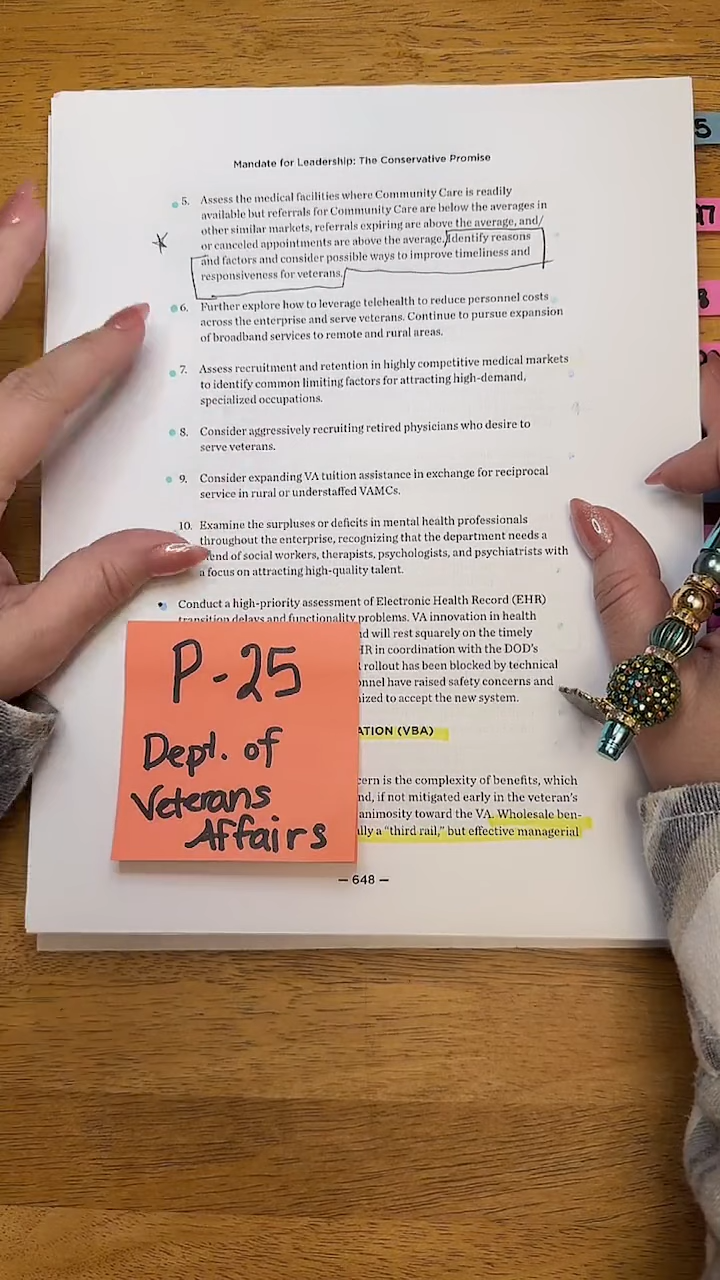 Mandate for Leadership: The Conservative Promise
5. Assess the medical facilities where Community Care is readily
available but referrals for Community Care are below the averages in
other similar markets, referrals expiring are above the average, and/
or canceled appointments are above the average. Identify reasons
and factors and consider possible ways to improve timeliness and
responsiveness for veterans.
6. Further explore how to leverage telehealth to reduce personnel costs
across the enterprise and serve veterans. Continue to pursue expansion
of broadband services to remote and rural areas.
7. Assess recruitment and retention in highly competitive medical markets
to identify common limiting factors for attracting high-demand,
specialized occupations.
8. Consider aggressively recruiting retired physicians who desire to
serve veterans.
9. Consider expanding VA tuition assistance in exchange for reciprocal
service in rural or understaffed VAMCs.
10. Examine the surpluses or deficits in mental health professionals
throughout the enterprise, recognizing that the department needs a
of social workers, therapists, psychologists, and psychiatrists with
a focus on attracting high-quality talent.
Conduct a high-priority assessment of Electronic Health Record (EHR)
transition delays and functionality problems. VA innovation in health
will rest squarely on the timely
in coordination with the DOD's
rollout has been blocked by technical
have raised safety concerns and
to accept the new system.
(VBA)
is the complexity of benefits, which
if not mitigated early in the veteran's
animosity toward the VA. Wholesale ben-
a "third rail," but effective managerial
P-25
Dept. of
Veterans
Affairs
— 648 —
5